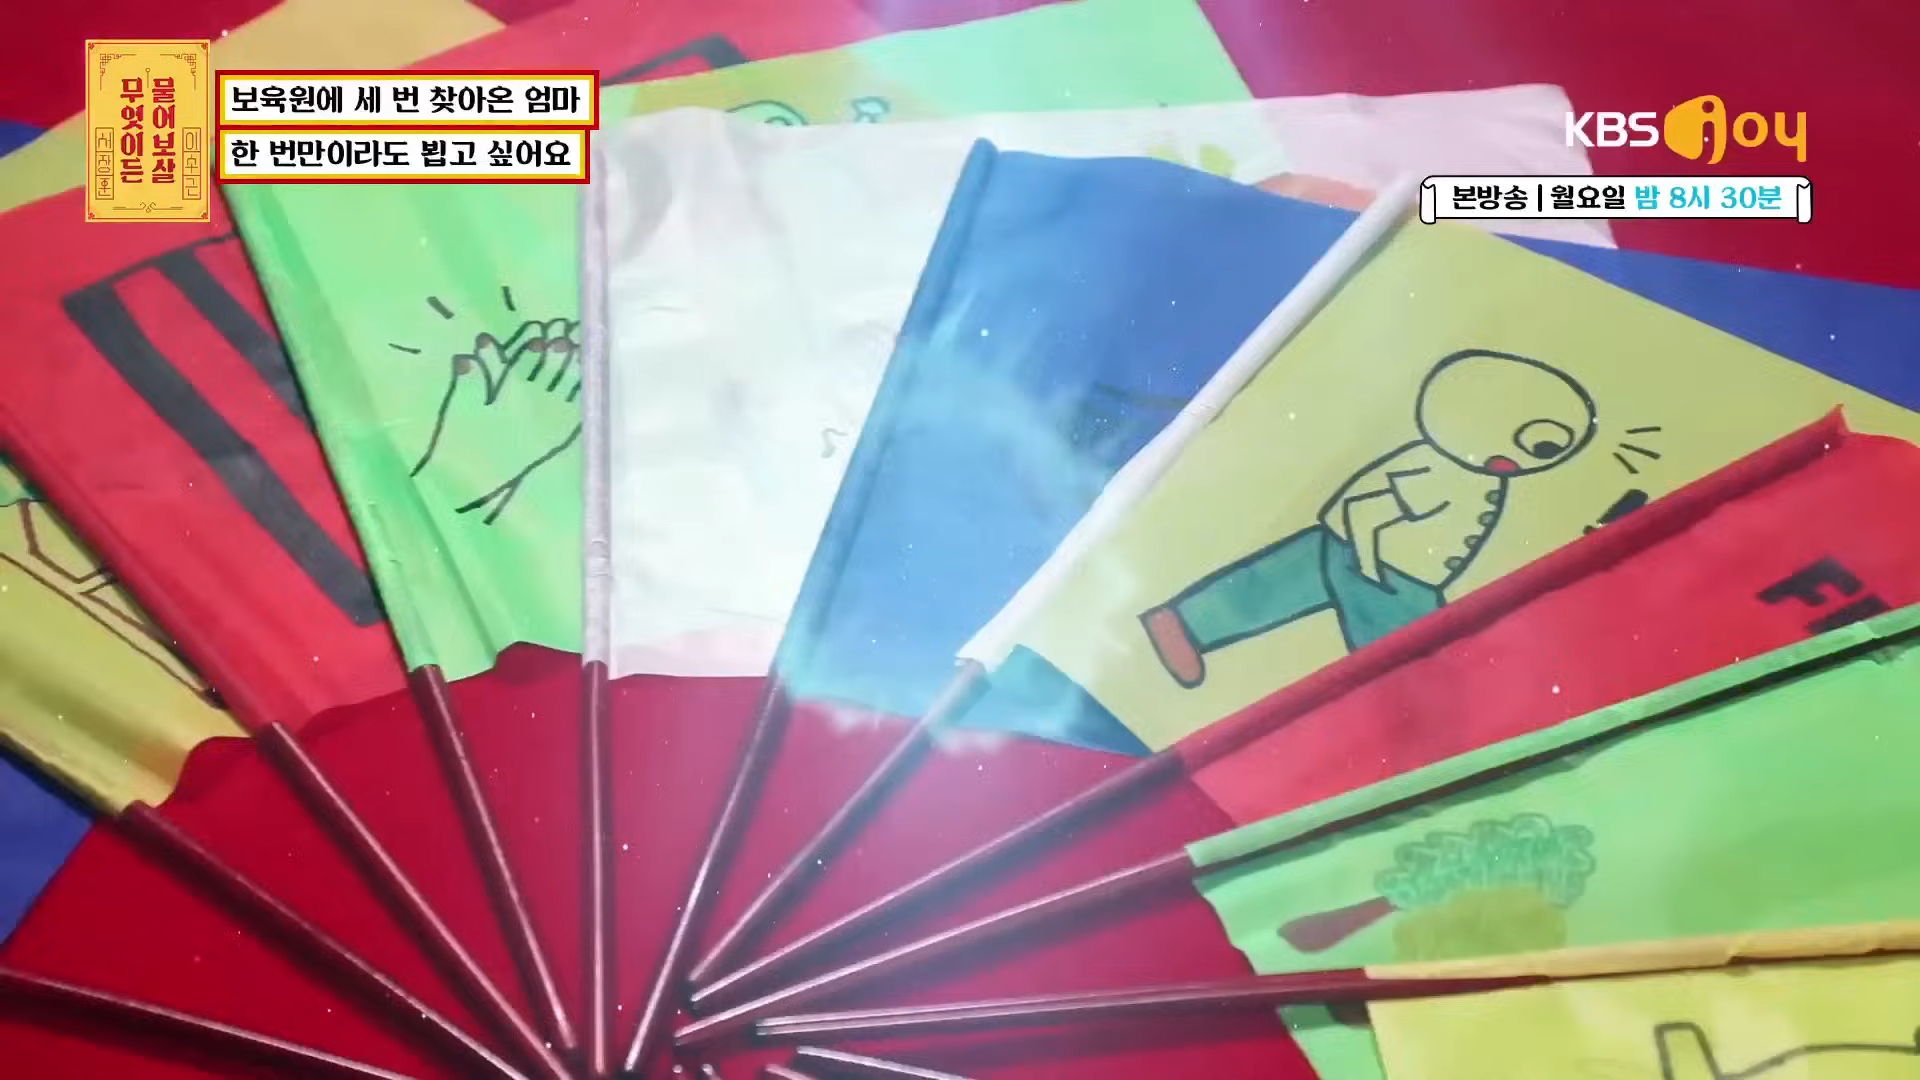 무엇이든
물어보살
서장훈
이수근
보육원에 세 번 찾아온 엄마
한 번만이라도 뵙고 싶어요
KBS joy
본방송 | 월요일 밤 8시 30분